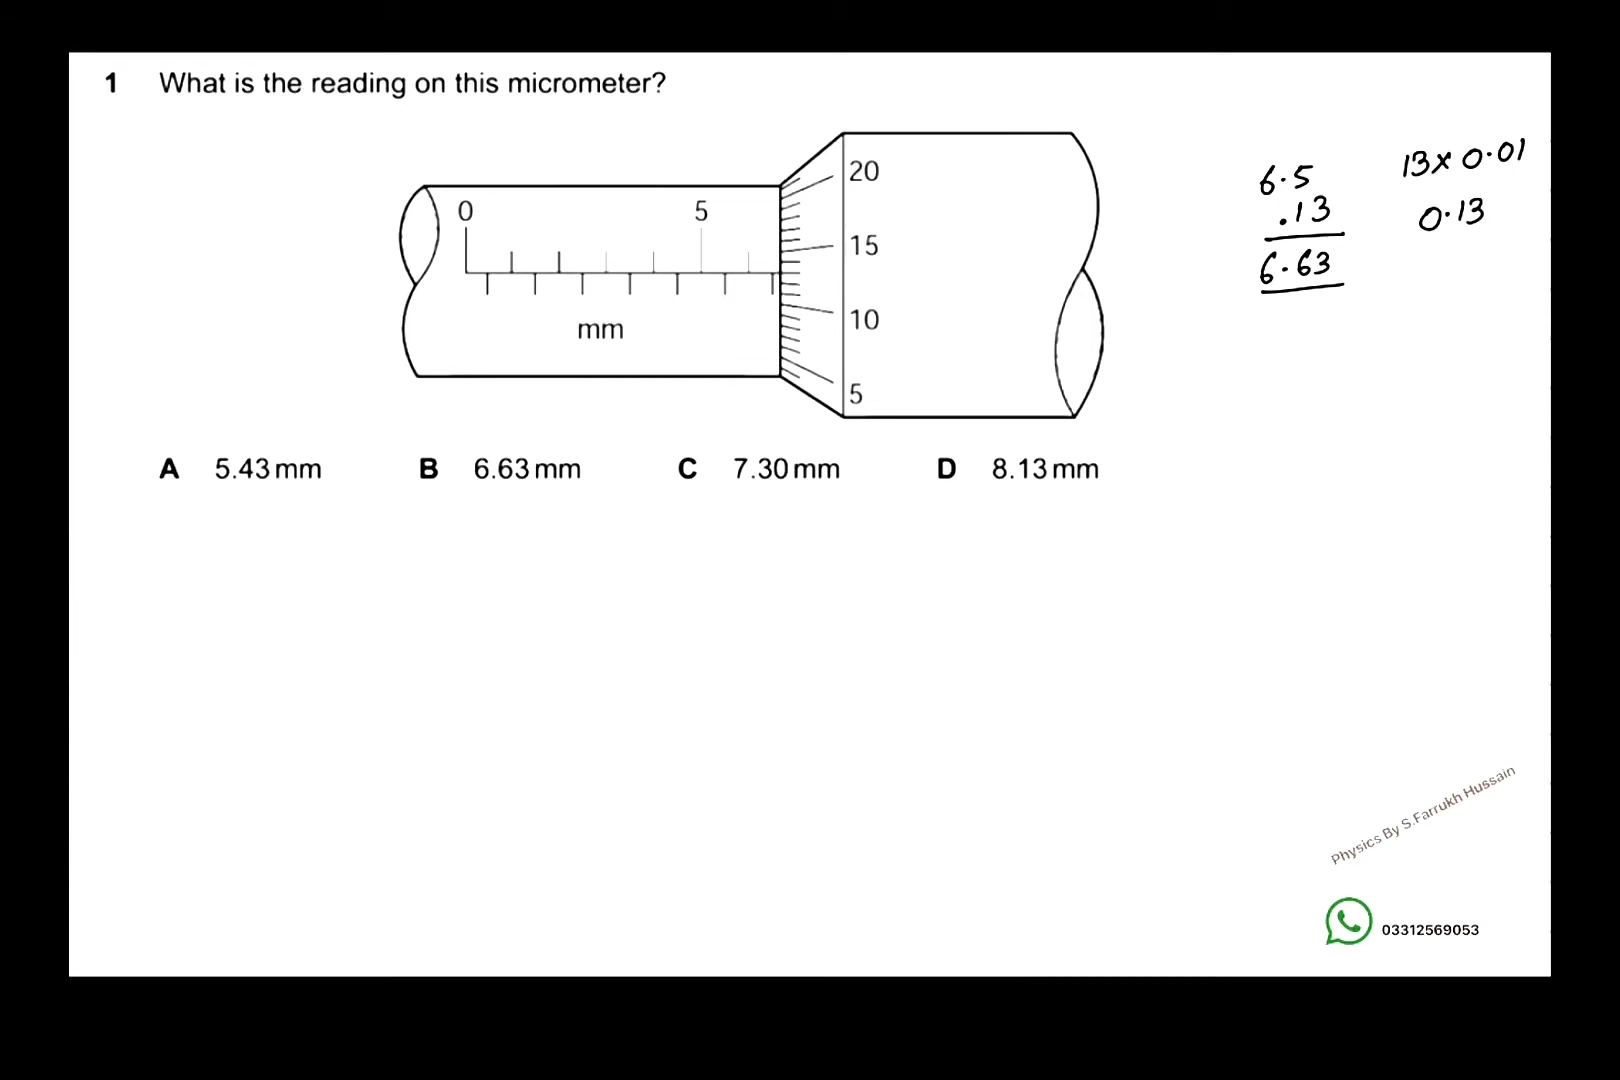 1 What is the reading on this micrometer?
0 5
mm
20
15
10
5
6.5
.13
6.63
13x 0.01
0.13
A 5.43 mm B 6.63 mm C 7.30 mm D 8.13 mm
Physics By S.Farrukh Hussain
03312569053